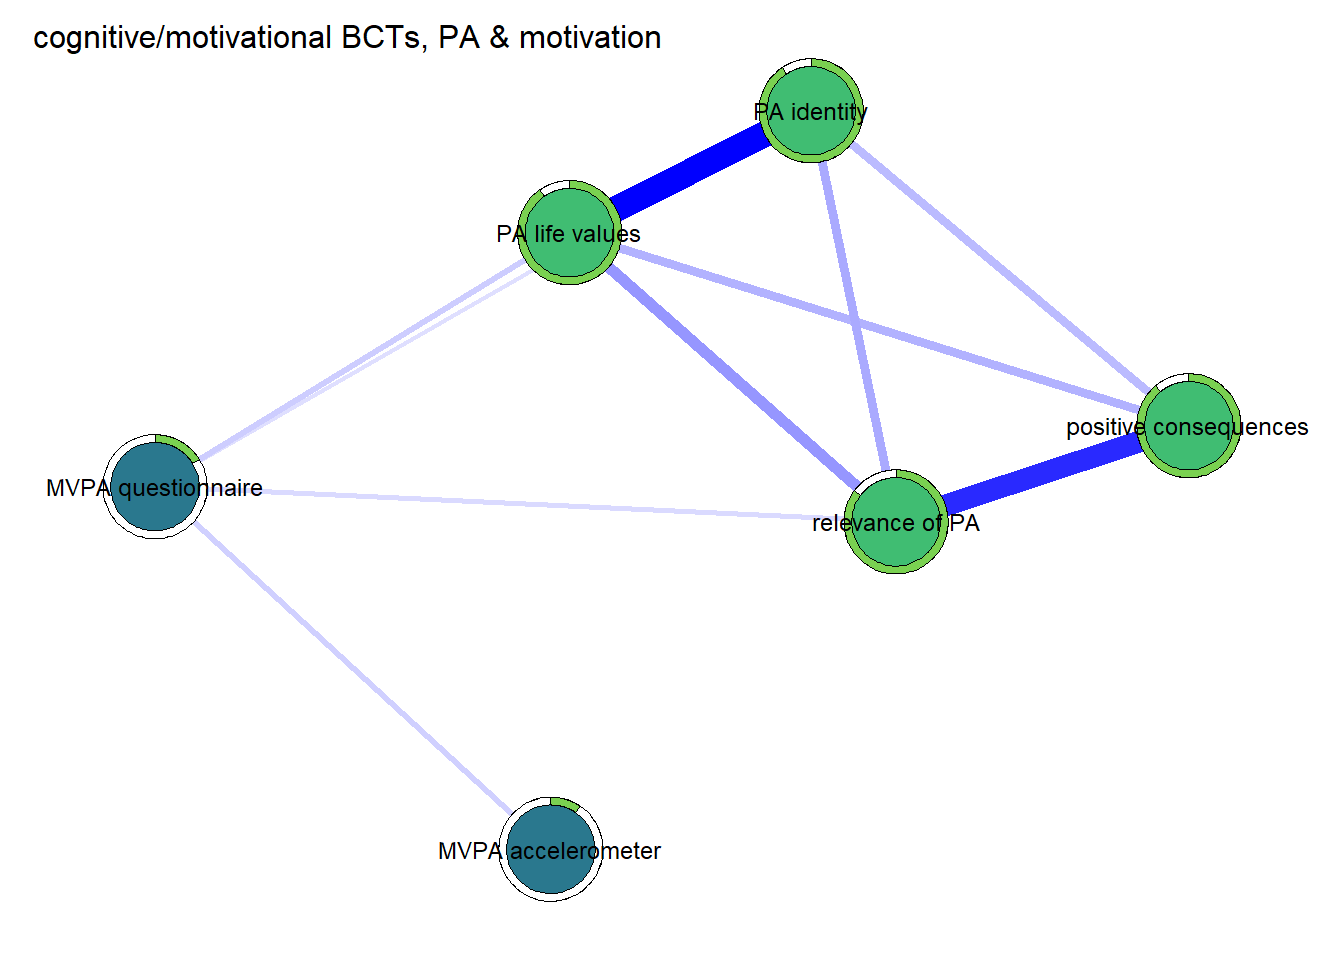 cognitive/motivational BCTs, PA & motivation
PA identity
PA life values
positive consequences
MVPA questionnaire
relevance of PA
MVPA accelerometer